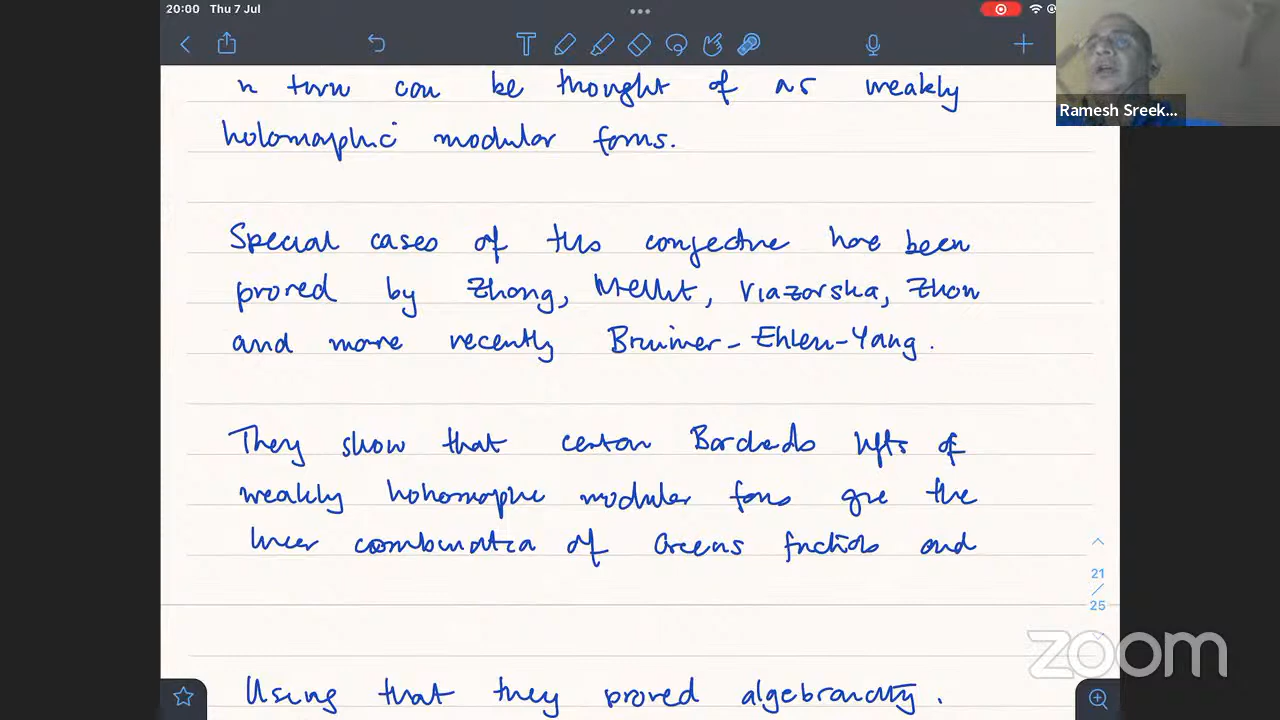 20:00 Thu 7 Jul
Ramesh Sreek...
in turn can be thought of as weakly
holomorphic modular forms.
Special cases of this conjecture have been
proved by Zhang, Mellit, Viazovska, Zhou
and more recently Bruinier-Ehlen-Yang.
They show that certain Borcherds lifts of
weakly holomorphic modular forms give the
linear combination of Greens functions and
21
/
25
zoom
Using that they proved algebraicity.